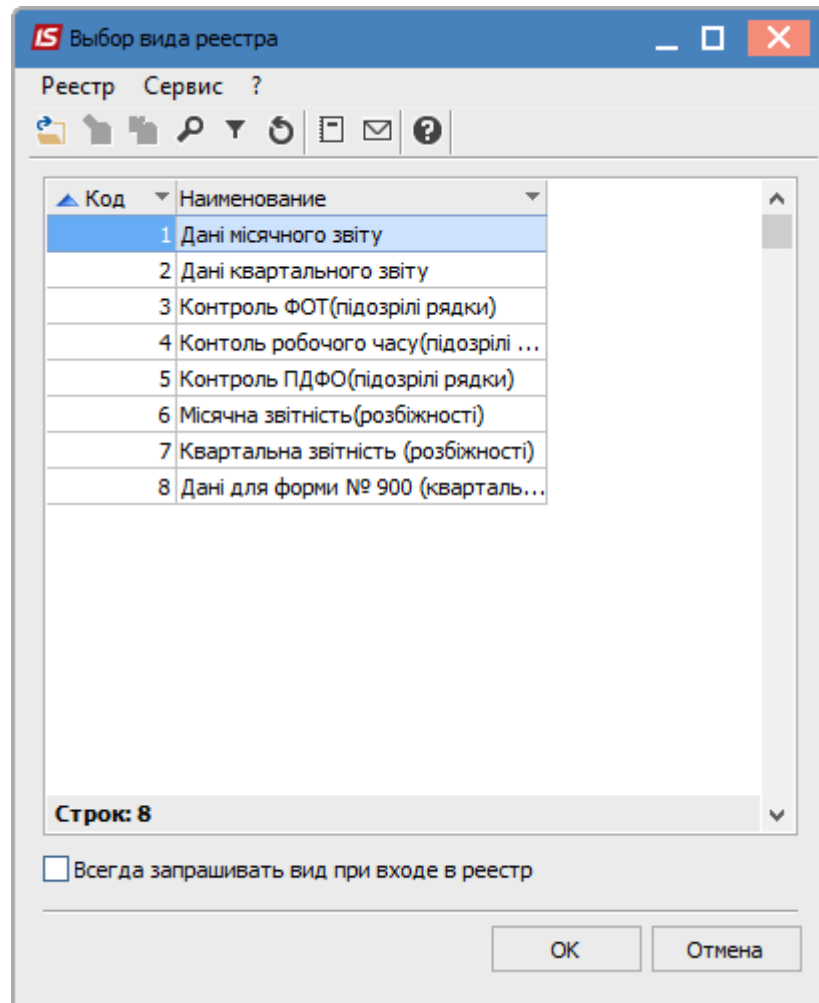 IS Выбор вида реестра
Реестр Сервис ?
Код Наименование
1 Дані місячного звіту
2 Дані квартального звіту
3 Контроль ФОТ(підозрілі рядки)
4 Контоль робочого часу(підозрілі ...
5 Контроль ПДФО(підозрілі рядки)
6 Місячна звітність(розбіжності)
7 Квартальна звітність (розбіжності)
8 Дані для форми № 900 (кварталь...
Строк: 8
Всегда запрашивать вид при входе в реестр
ОК Отмена